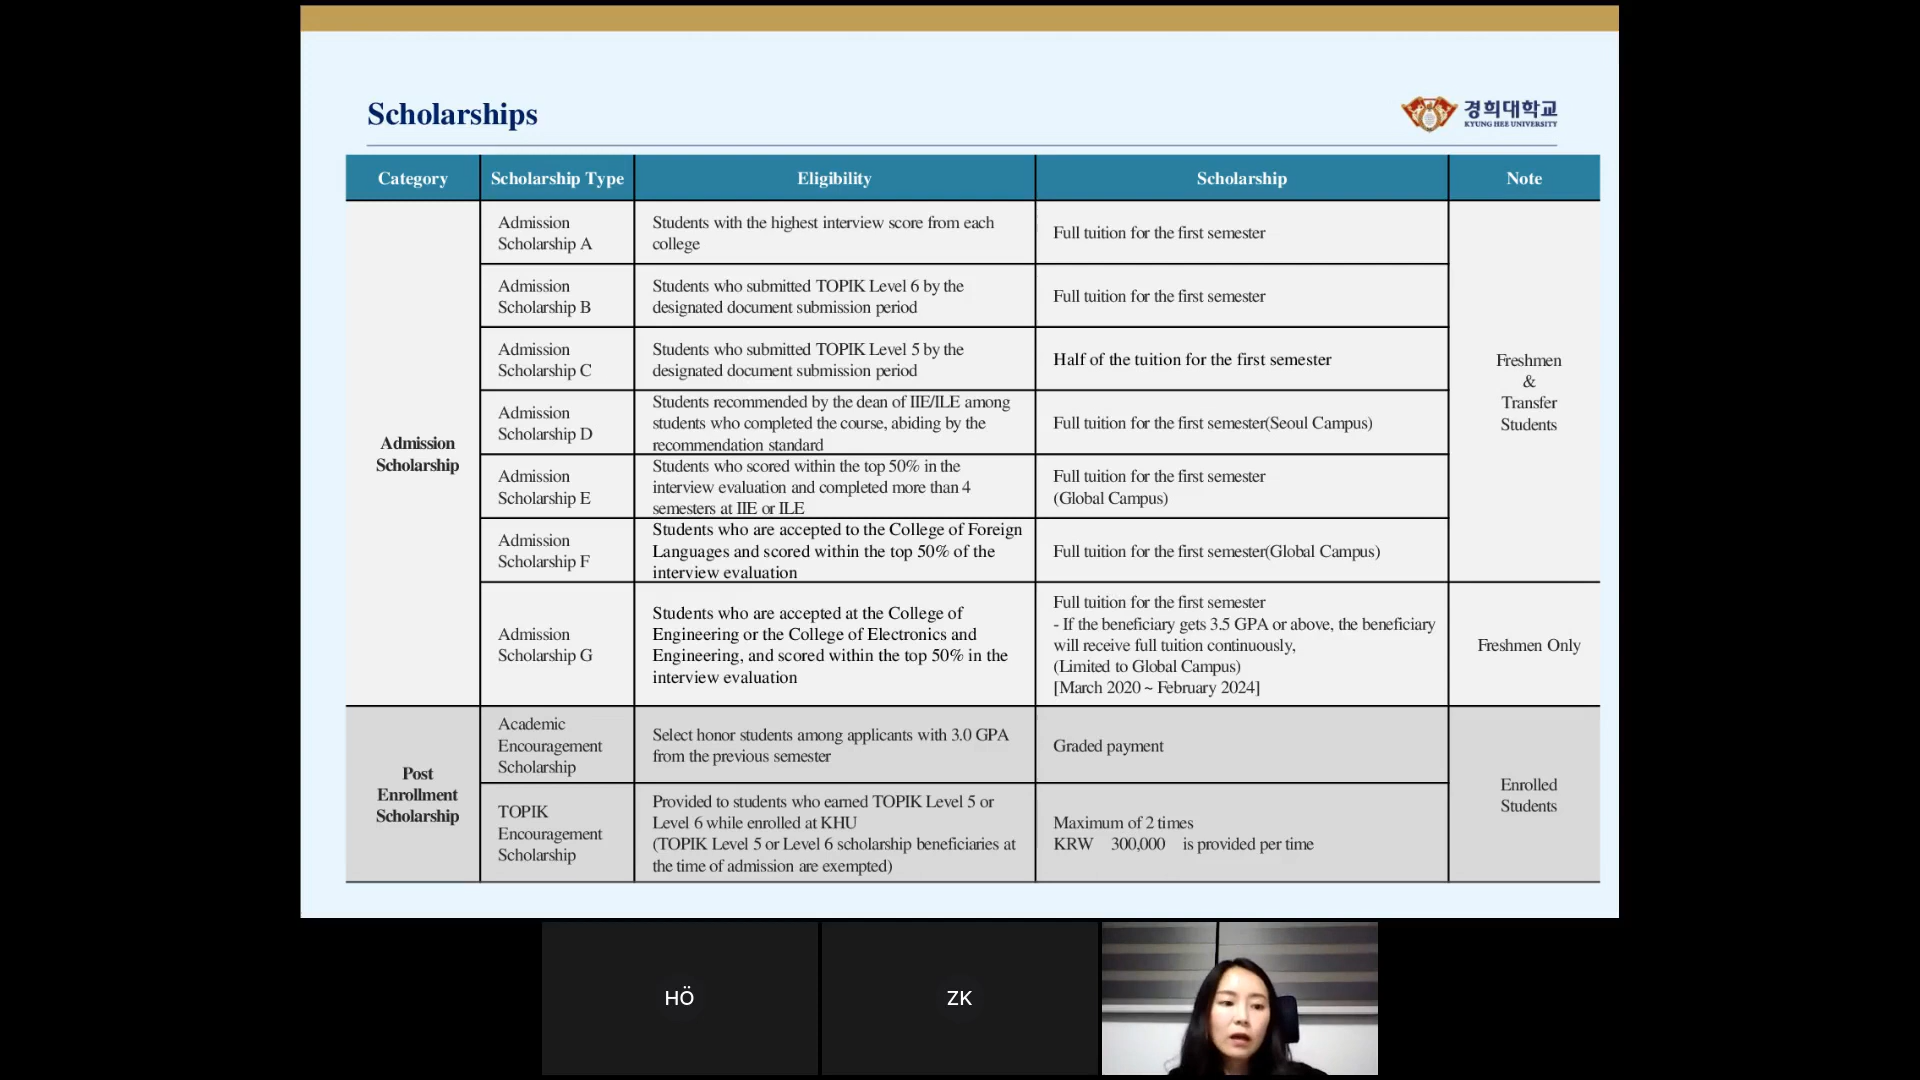 Scholarships
경희대학교
KYUNG HEE UNIVERSITY
Category
Scholarship Type
Eligibility
Scholarship
Note
Admission
Scholarship
Admission
Scholarship A
Students with the highest interview score from each
college
Full tuition for the first semester
Freshmen
&
Transfer
Students
Admission
Scholarship B
Students who submitted TOPIK Level 6 by the
designated document submission period
Full tuition for the first semester
Admission
Scholarship C
Students who submitted TOPIK Level 5 by the
designated document submission period
Half of the tuition for the first semester
Admission
Scholarship D
Students recommended by the dean of IIE/ILE among
students who completed the course, abiding by the
recommendation standard
Full tuition for the first semester(Seoul Campus)
Admission
Scholarship E
Students who scored within the top 50% in the
interview evaluation and completed more than 4
semesters at IIE or ILE
Full tuition for the first semester
(Global Campus)
Admission
Scholarship F
Students who are accepted to the College of Foreign
Languages and scored within the top 50% of the
interview evaluation
Full tuition for the first semester(Global Campus)
Admission
Scholarship G
Students who are accepted at the College of
Engineering or the College of Electronics and
Engineering, and scored within the top 50% in the
interview evaluation
Full tuition for the first semester
- If the beneficiary gets 3.5 GPA or above, the beneficiary
will receive full tuition continuously,
(Limited to Global Campus)
[March 2020 ~ February 2024]
Freshmen Only
Post
Enrollment
Scholarship
Academic
Encouragement
Scholarship
Select honor students among applicants with 3.0 GPA
from the previous semester
Graded payment
Enrolled
Students
TOPIK
Encouragement
Scholarship
Provided to students who earned TOPIK Level 5 or
Level 6 while enrolled at KHU
(TOPIK Level 5 or Level 6 scholarship beneficiaries at
the time of admission are exempted)
Maximum of 2 times
KRW 300,000 is provided per time
HÖ
ZK